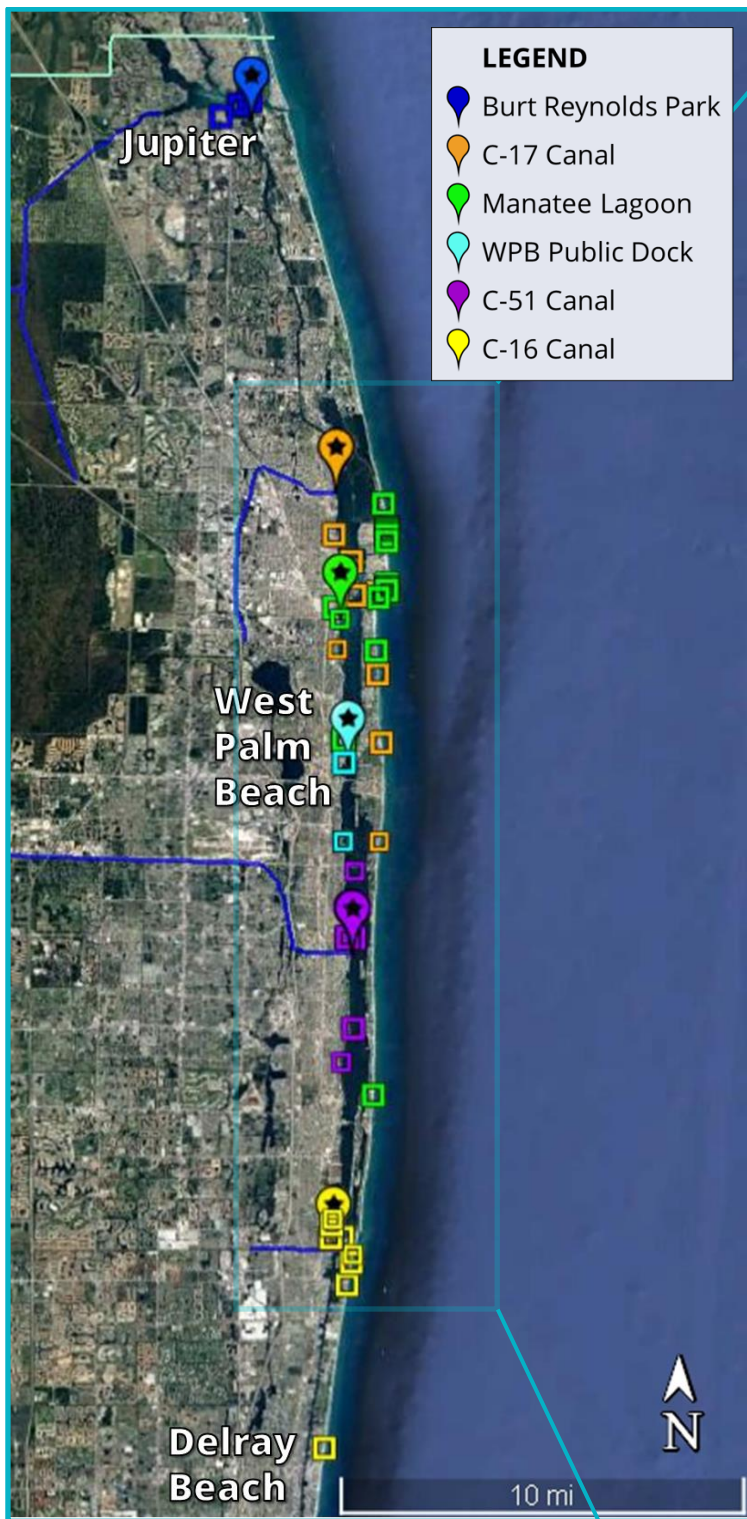 LEGEND
Burt Reynolds Park
C-17 Canal
Manatee Lagoon
WPB Public Dock
C-51 Canal
C-16 Canal
Jupiter
West
Palm
Beach
Delray
Beach
N
10 mi